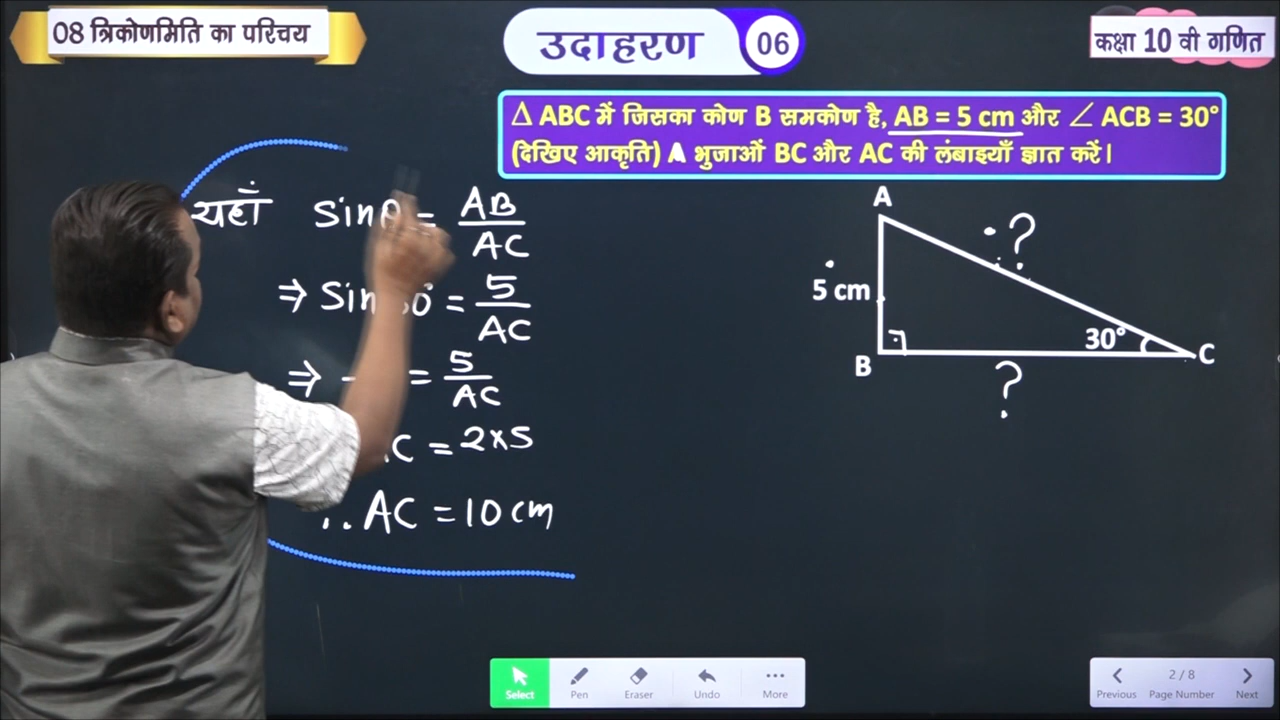 08 त्रिकोणमिति का परिचय
उदाहरण 06
कक्षा 10 वी गणित
Δ ABC में जिसका कोण B समकोण है, AB = 5 cm और ∠ ACB = 30°
(देखिए आकृति) A भुजाओं BC और AC की लंबाइयाँ ज्ञात करें।
यहाँ Sinθ = AB/AC
⇒ Sin = 5/AC
⇒ = 5/AC
C = 2×5
∴ AC = 10 cm
A
?
5 cm
30°
B
C
?
Select Pen Eraser Undo More
2 / 8
Previous Page Number Next